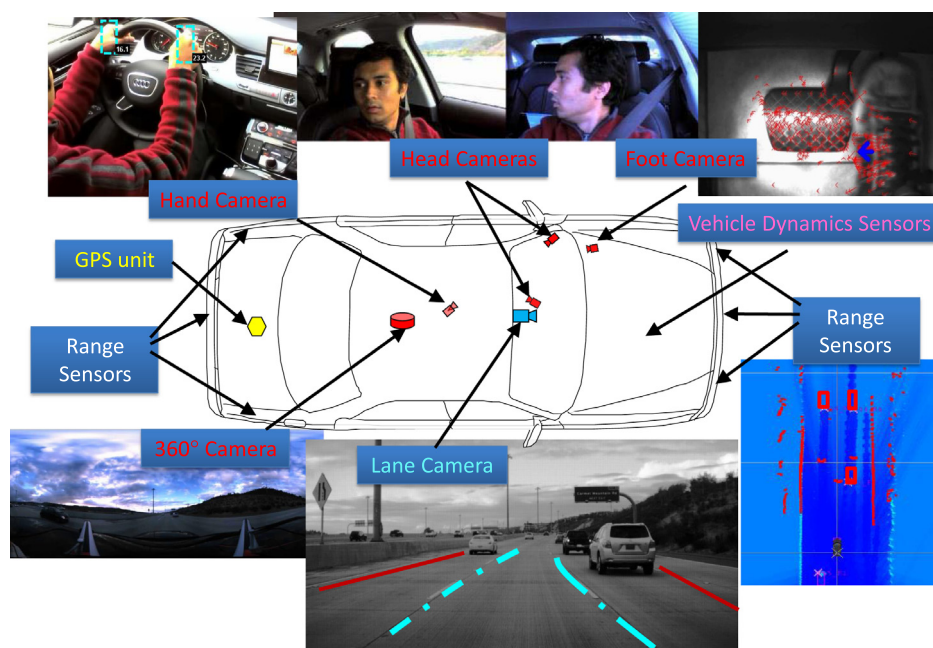 16.1
23.2
Head Cameras
Foot Camera
Hand Camera
Vehicle Dynamics Sensors
GPS unit
Range
Sensors
Range
Sensors
360° Camera
Lane Camera